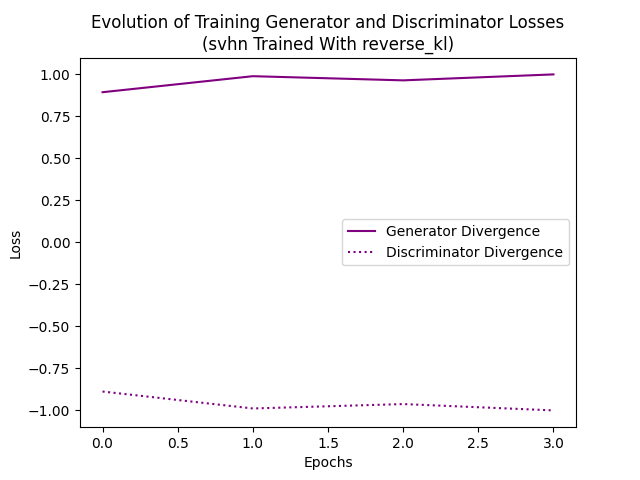 Evolution of Training Generator and Discriminator Losses
(svhn Trained With reverse_kl)
1.00
0.75
0.50
0.25
0.00
−0.25
−0.50
−0.75
−1.00
Loss
Generator Divergence
Discriminator Divergence
0.0 0.5 1.0 1.5 2.0 2.5 3.0
Epochs